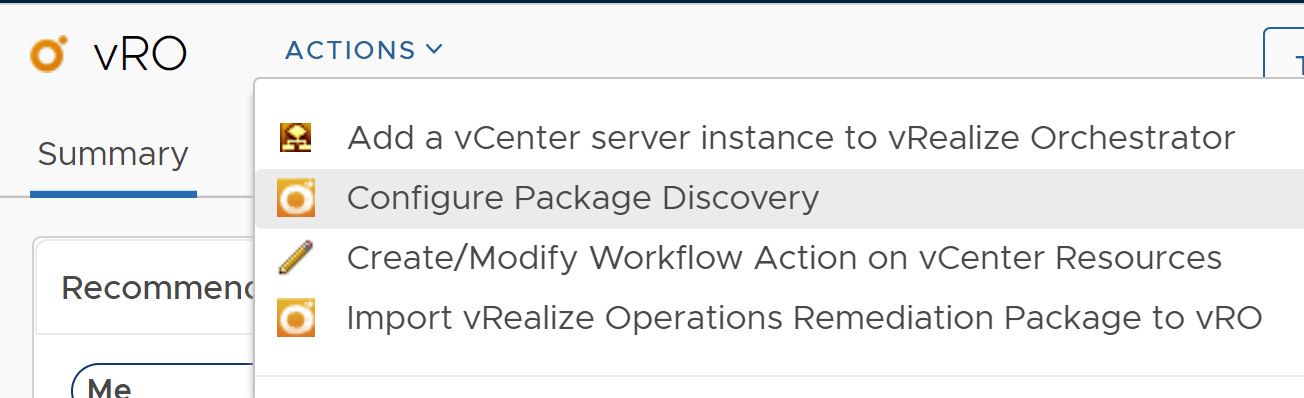 vRO
ACTIONS
Add a vCenter server instance to vRealize Orchestrator
Summary
Configure Package Discovery
Create/Modify Workflow Action on vCenter Resources
Import vRealize Operations Remediation Package to vRO
Me